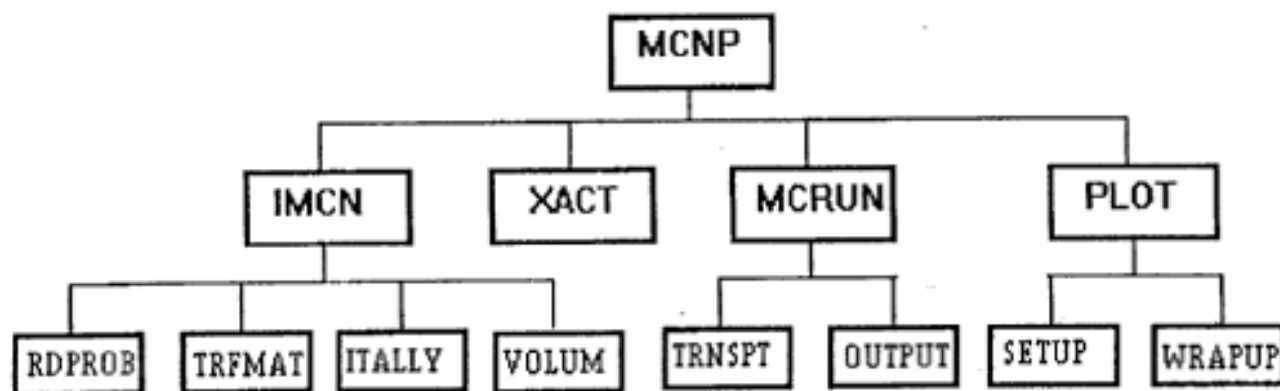 MCNP
IMCN
XACT
MCRUN
PLOT
RDPROB
TRFMAT
ITALLY
VOLUM
TRNSPT
OUTPUT
SETUP
WRAPUP